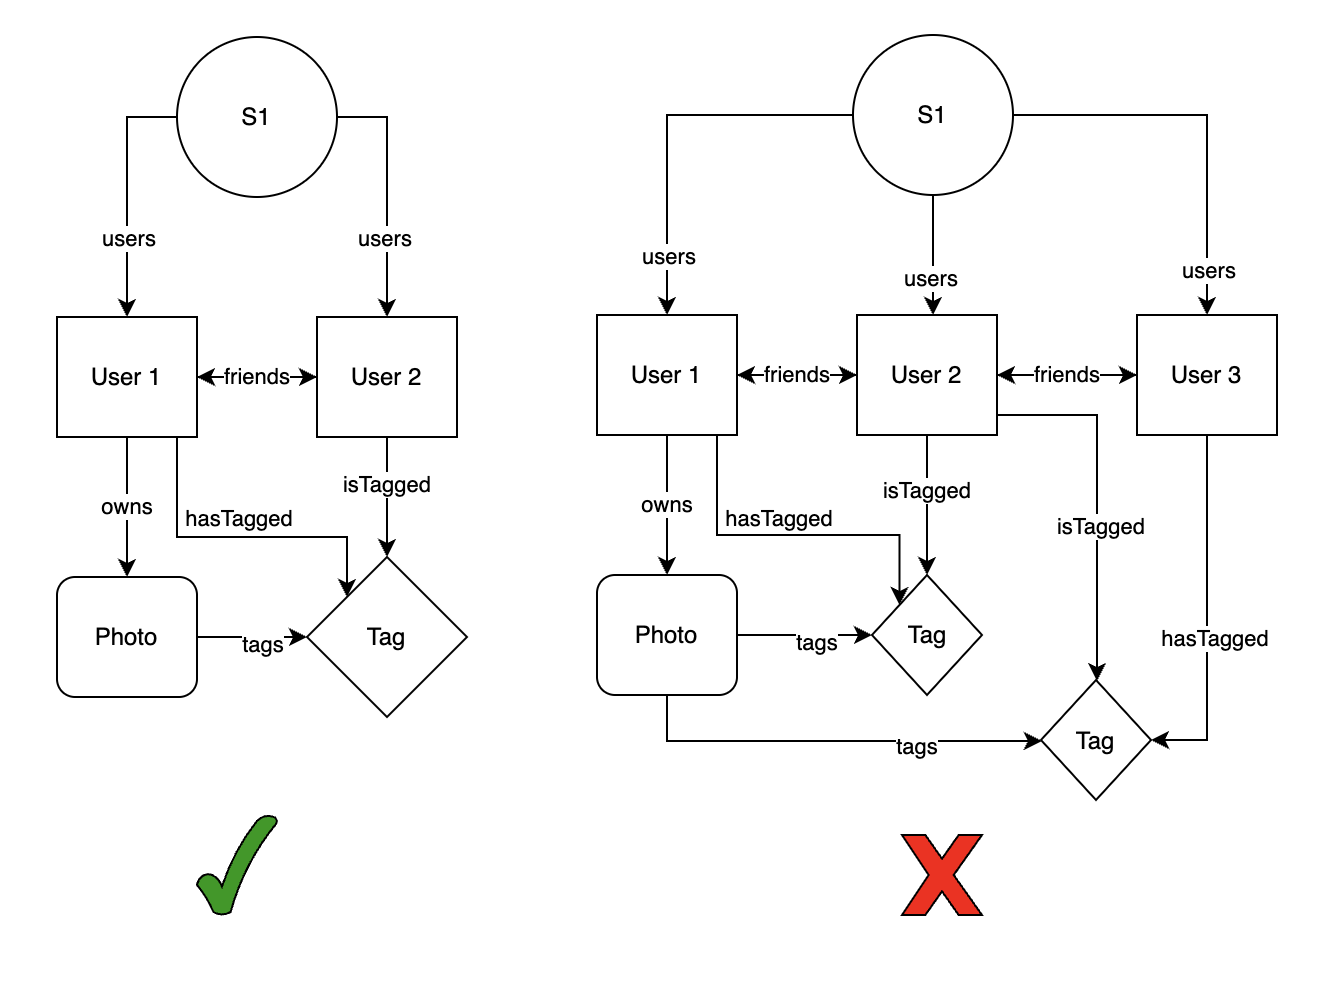 S1
users
users
User 1
friends
User 2
owns
hasTagged
isTagged
Photo
tags
Tag
S1
users
users
users
User 1
friends
User 2
friends
User 3
owns
hasTagged
isTagged
isTagged
hasTagged
Photo
tags
Tag
tags
Tag